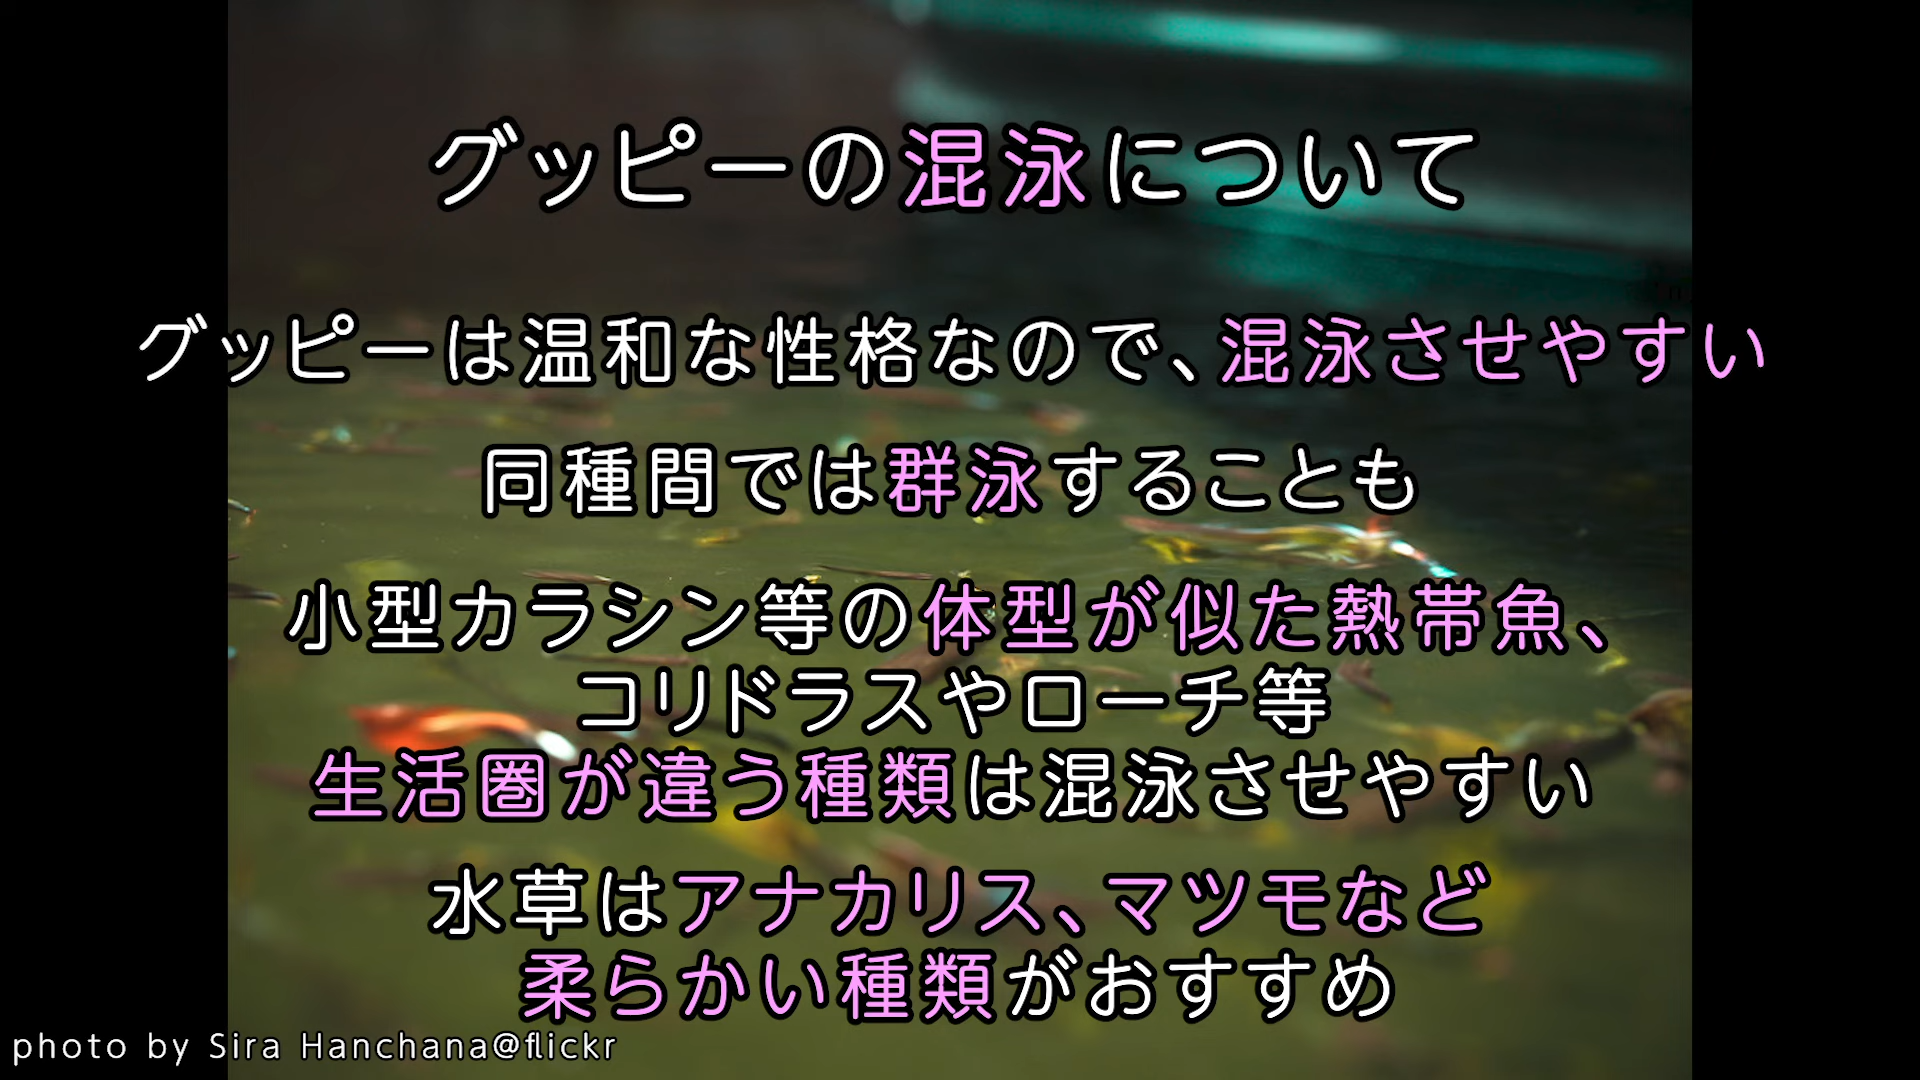 グッピーの混泳について
グッピーは温和な性格なので、混泳させやすい
同種間では群泳することも
小型カラシン等の体型が似た熱帯魚、
コリドラスやローチ等
生活圏が違う種類は混泳させやすい
水草はアナカリス、マツモなど
柔らかい種類がおすすめ
photo by Sira Hanchana@flickr